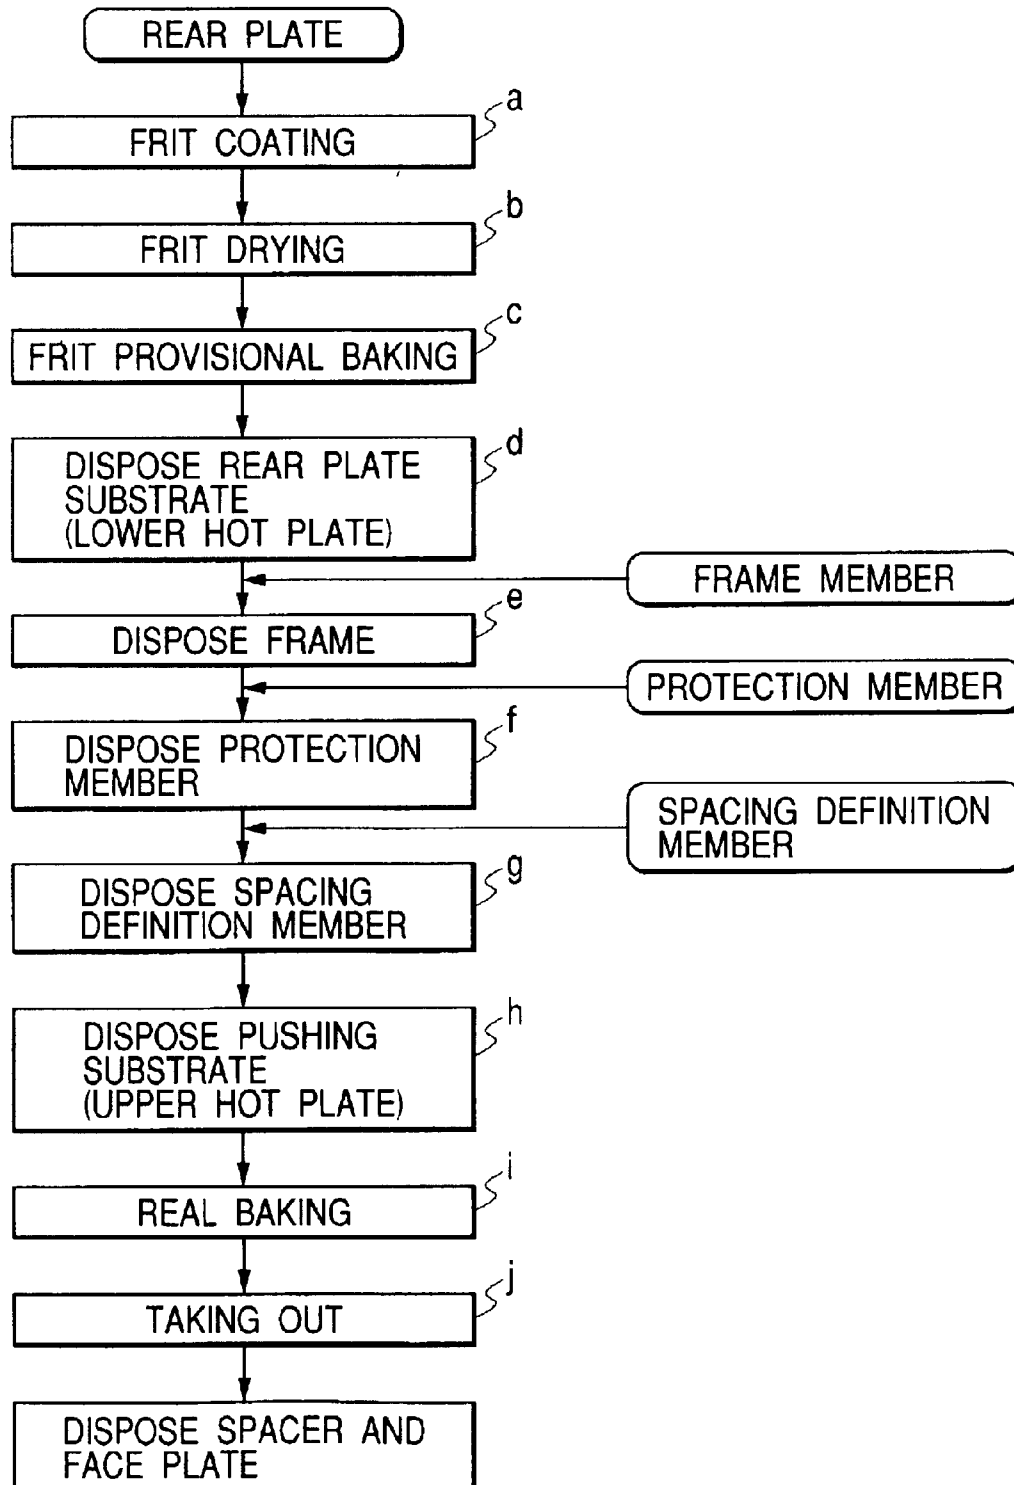 REAR PLATE
a
FRIT COATING
b
FRIT DRYING
c
FRIT PROVISIONAL BAKING
d
DISPOSE REAR PLATE
SUBSTRATE
(LOWER HOT PLATE)
FRAME MEMBER
e
DISPOSE FRAME
PROTECTION MEMBER
f
DISPOSE PROTECTION
MEMBER
SPACING DEFINITION
MEMBER
g
DISPOSE SPACING
DEFINITION MEMBER
h
DISPOSE PUSHING
SUBSTRATE
(UPPER HOT PLATE)
i
REAL BAKING
j
TAKING OUT
DISPOSE SPACER AND
FACE PLATE